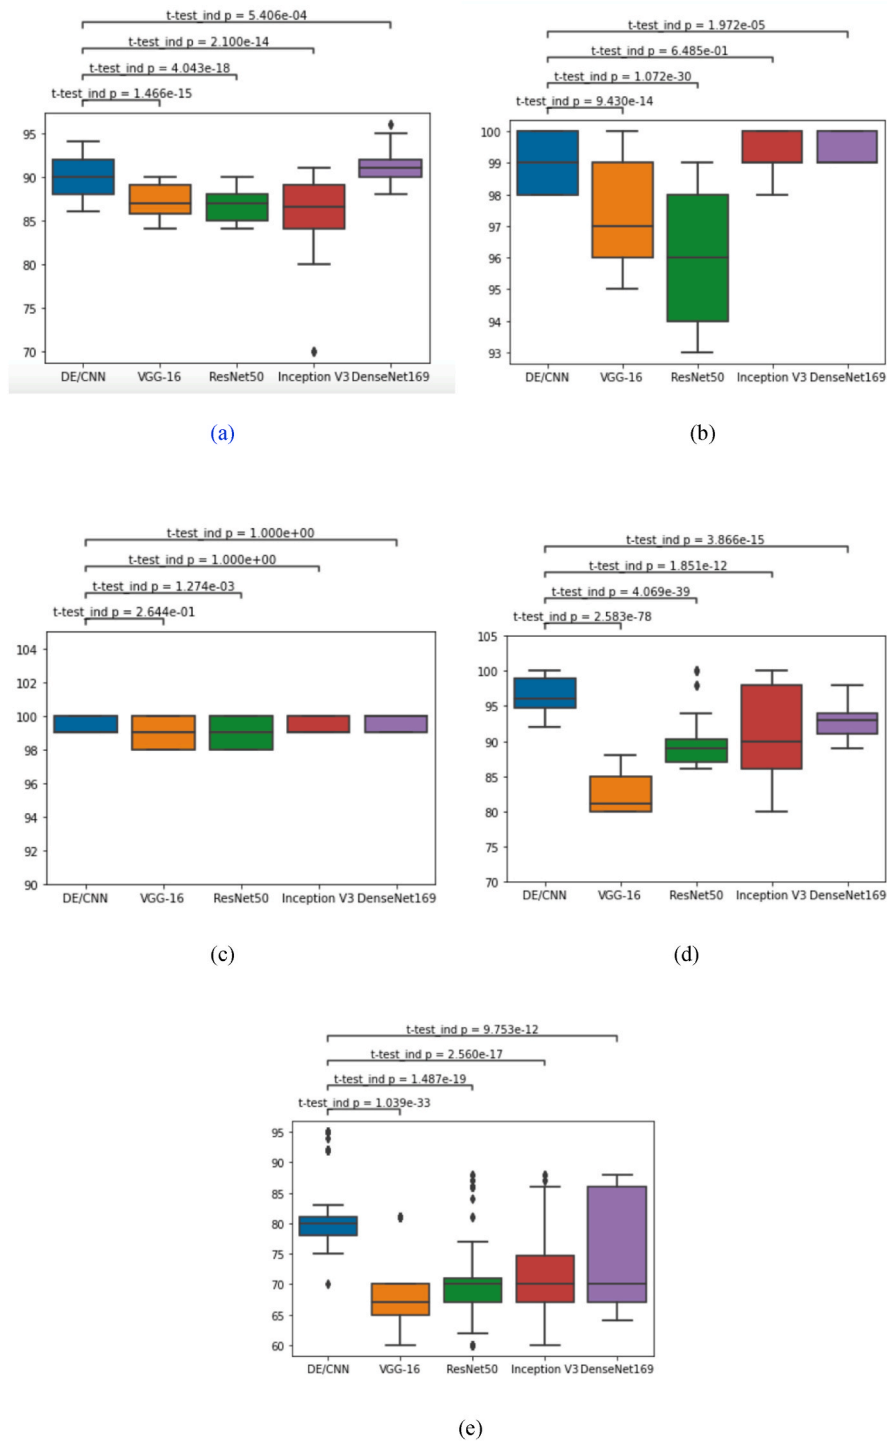 t-test_ind p = 5.406e-04
t-test_ind p = 2.100e-14
t-test_ind p = 4.043e-18
t-test_ind p = 1.466e-15
95
90
85
80
75
70
DE/CNN VGG-16 ResNet50 Inception V3 DenseNet169
(a)
t-test_ind p = 1.972e-05
t-test_ind p = 6.485e-01
t-test_ind p = 1.072e-30
t-test_ind p = 9.430e-14
100
99
98
97
96
95
94
93
DE/CNN VGG-16 ResNet50 Inception V3 DenseNet169
(b)
t-test_ind p = 1.000e+00
t-test_ind p = 1.000e+00
t-test_ind p = 1.274e-03
t-test_ind p = 2.644e-01
104
102
100
98
96
94
92
90
DE/CNN VGG-16 ResNet50 Inception V3 DenseNet169
(c)
t-test_ind p = 3.866e-15
t-test_ind p = 1.851e-12
t-test_ind p = 4.069e-39
t-test_ind p = 2.583e-78
105
100
95
90
85
80
75
70
DE/CNN VGG-16 ResNet50 Inception V3 DenseNet169
(d)
t-test_ind p = 9.753e-12
t-test_ind p = 2.560e-17
t-test_ind p = 1.487e-19
t-test_ind p = 1.039e-33
95
90
85
80
75
70
65
60
DE/CNN VGG-16 ResNet50 Inception V3 DenseNet169
(e)